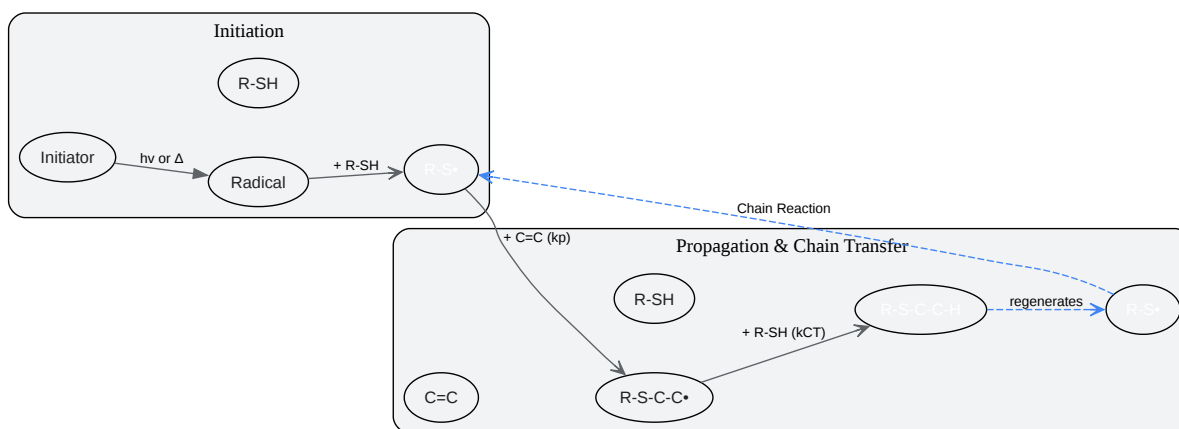 Initiation
R-SH
Initiator
hv or Δ
Radical
+ R-SH
R-S•
Chain Reaction
+ C=C (kp)
Propagation & Chain Transfer
R-SH
R-S-C-C-H
regenerates
R-S•
+ R-SH (kCT)
C=C
R-S-C-C•